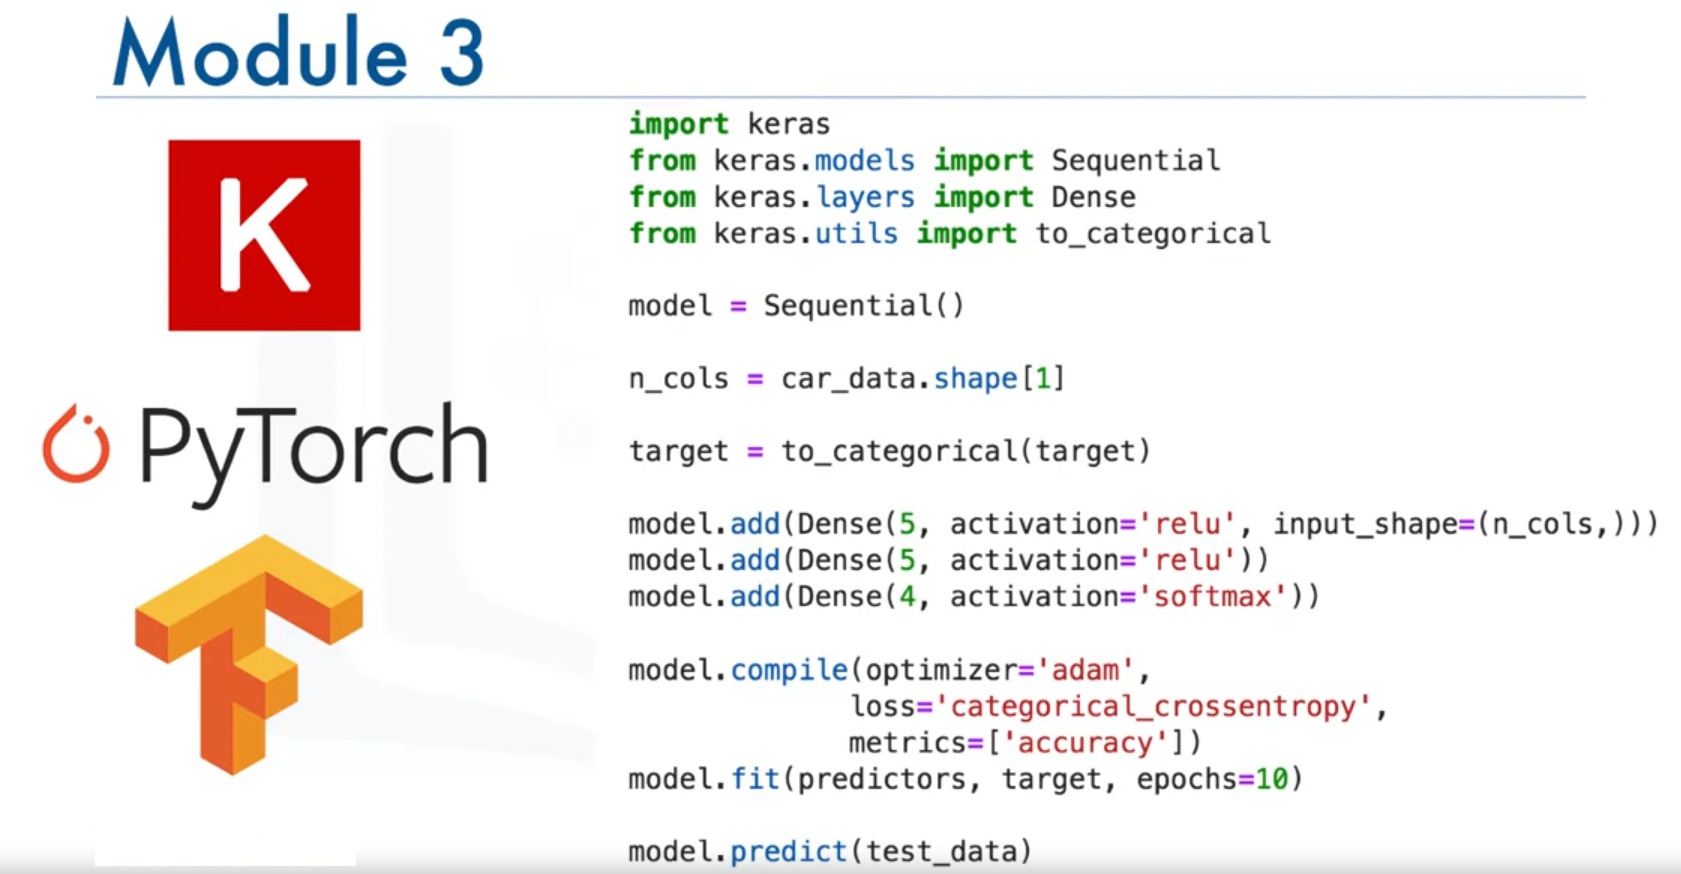 Module 3
K
PyTorch
import keras
from keras.models import Sequential
from keras.layers import Dense
from keras.utils import to_categorical
model = Sequential()
n_cols = car_data.shape[1]
target = to_categorical(target)
model.add(Dense(5, activation='relu', input_shape=(n_cols,)))
model.add(Dense(5, activation='relu'))
model.add(Dense(4, activation='softmax'))
model.compile(optimizer='adam',
loss='categorical_crossentropy',
metrics=['accuracy'])
model.fit(predictors, target, epochs=10)
model.predict(test_data)